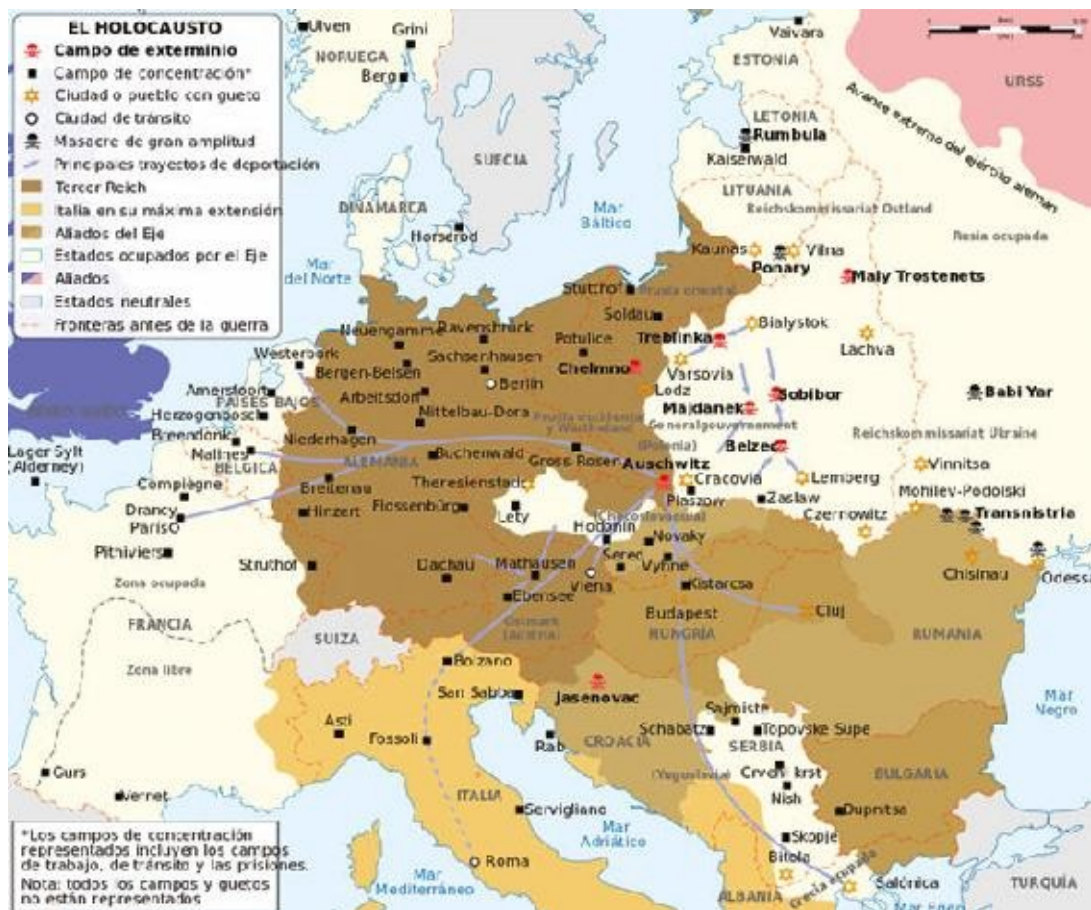 EL HOLOCAUSTO
Campo de exterminio
Campo de concentración*
Ciudad o pueblo con gueto
Ciudad de tránsito
Masacre de gran amplitud
Principales trayectos de deportación
Tercer Reich
Italia en su máxima extensión
Aliados del Eje
Estados ocupados por el Eje
Aliados
Estados neutrales
Fronteras antes de la guerra
Ulven
Grini
NORUEGA
Berg
Vaivara
ESTONIA
URSS
Avance extremo del ejército alemán
LETONIA
Rumbula
Kaiserwald
SUECIA
LITUANIA
Reichskommissariat Ostland
DINAMARCA
Horserod
Mar
Báltico
Rusia ocupada
Kaunas
Vilna
Ponary
Maly Trostenets
Mar
del Norte
Stutthof
Prusia oriental
Soldau
Neuengamme
Ravensbrück
Potulice
Treblinka
Bialystok
Lachva
Westerbork
Sachsenhausen
Bergen-Belsen
Berlin
Chelmno
Varsovia
Lodz
Sobibor
Babi Yar
Amersfoort
PAISES BAJOS
Arbeitsdorf
Majdanek
Herzogenbosch
Mittelbau-Dora
Generalgouvernement
(Polonia)
Reichskommissariat Ukraine
Breendonk
Niederhagen
Belzec
Lager Sylt
(Alderney)
Malines
BÉLGICA
ALEMANIA
Buchenwald
Gross-Rosen
Auschwitz
Cracovia
Lemberg
Vinnitsa
Compiègne
Breitenau
Theresienstadt
Plaszow
Zaslaw
Mohilev-Podolski
Drancy
París
Hinzert
Flossenbürg
Lety
(Checoslovaquia)
Czernowitz
Transnistria
Hodonin
Novaky
Pithiviers
Struthof
Dachau
Mathausen
Sered
Vyhne
Chisinau
Odessa
Zona ocupada
Viena
Kistarcsa
Ebensee
Budapest
Cluj
FRANCIA
SUIZA
HUNGRÍA
RUMANIA
Zona libre
Bolzano
San Sabba
Jasenovac
Sajmiste
Mar
Negro
Asti
Fossoli
Rab
CROACIA
Schabatz
Topovske Supe
SERBIA
(Yugoslavia)
Crveni krst
Nish
BULGARIA
Gurs
Vernet
ITALIA
Servigliano
Dupnitsa
Mar
Adriático
Skopje
Bitola
Roma
Mar
Mediterráneo
ALBANIA
Grecia ocupada
Salónica
TURQUÍA
*Los campos de concentración
representados incluyen los campos
de trabajo, de tránsito y las prisiones.
Nota: todos los campos y guetos
no están representados